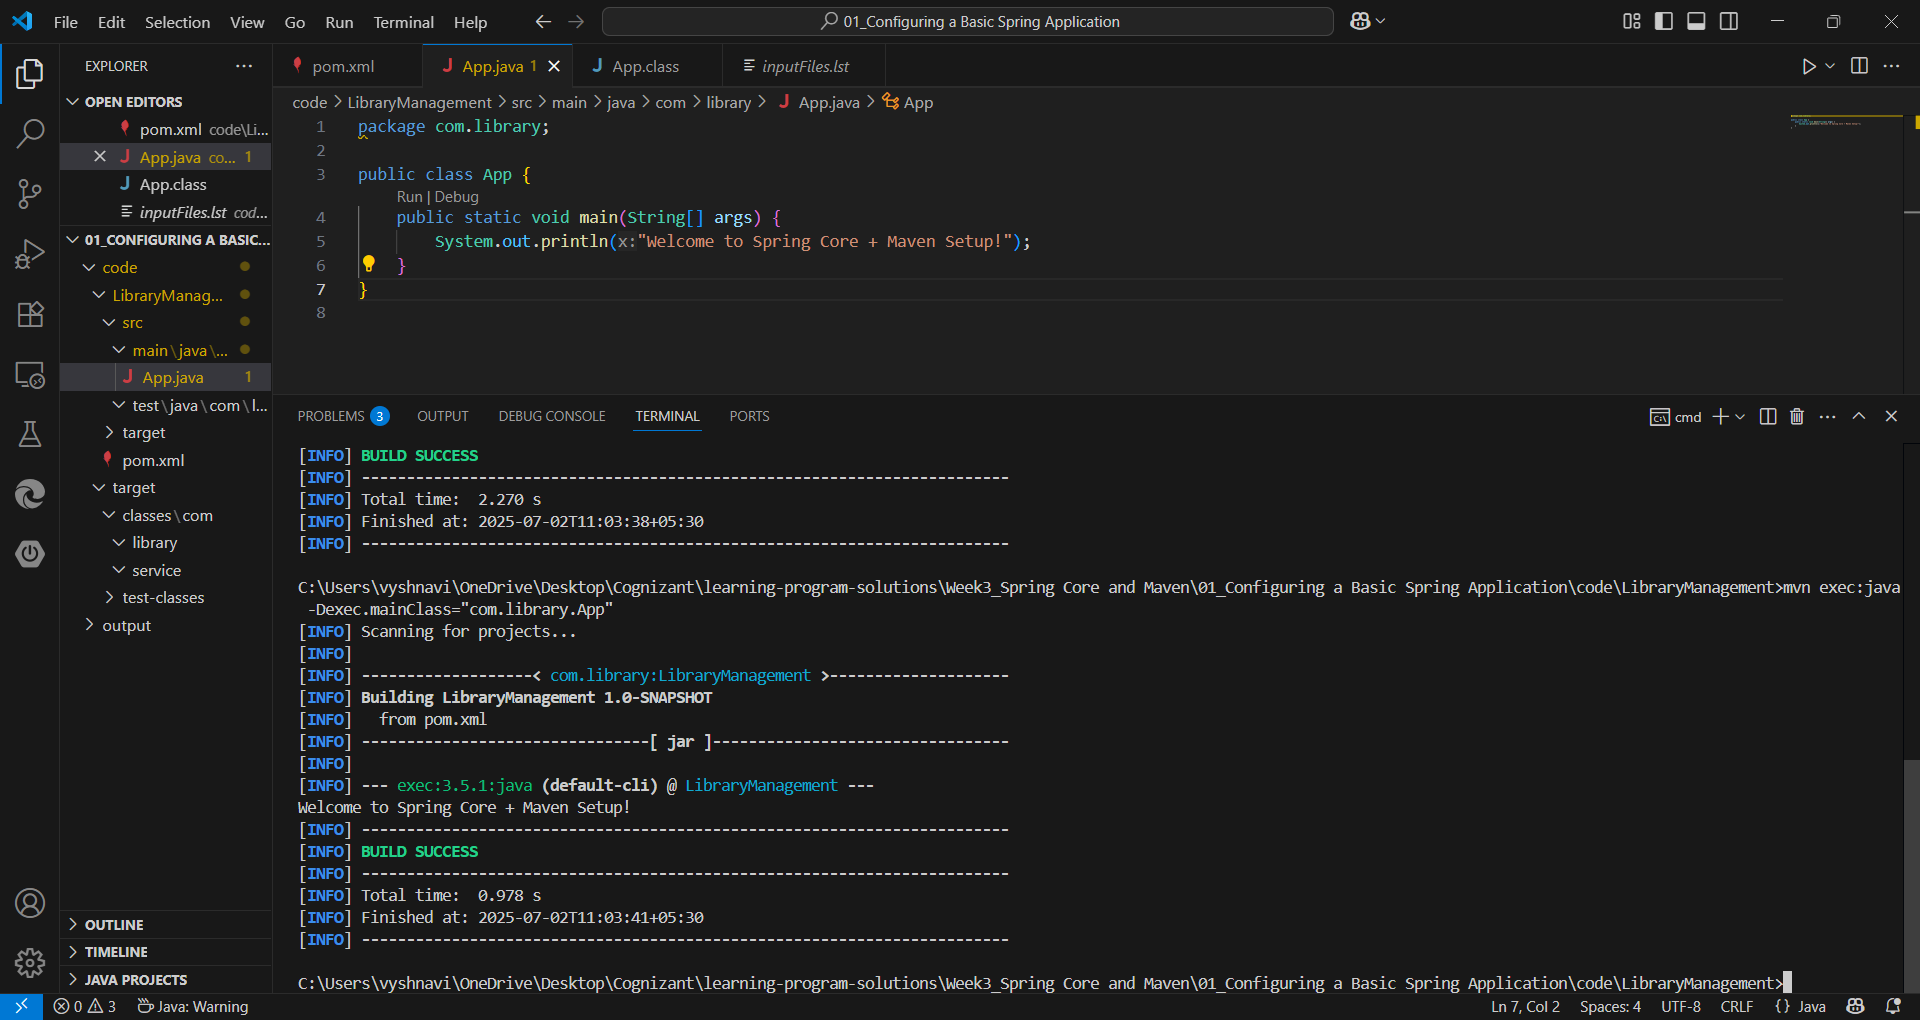 File Edit Selection View Go Run Terminal Help
01_Configuring a Basic Spring Application
EXPLORER
OPEN EDITORS
pom.xml code\Li...
App.java co... 1
App.class
inputFiles.lst cod...
01_CONFIGURING A BASIC...
code
LibraryManag...
src
main\java\...
App.java 1
test\java\com\l...
target
pom.xml
target
classes\com
library
service
test-classes
output
OUTLINE
TIMELINE
JAVA PROJECTS
pom.xml App.java 1 App.class inputFiles.lst
code > LibraryManagement > src > main > java > com > library > App.java > App
1 package com.library;
2
3 public class App {
Run | Debug
4 public static void main(String[] args) {
5 System.out.println(x:"Welcome to Spring Core + Maven Setup!");
6 }
7 }
8
PROBLEMS 3 OUTPUT DEBUG CONSOLE TERMINAL PORTS
cmd
[INFO] BUILD SUCCESS
[INFO] ------------------------------------------------------------------------
[INFO] Total time:  2.270 s
[INFO] Finished at: 2025-07-02T11:03:38+05:30
[INFO] ------------------------------------------------------------------------
C:\Users\vyshnavi\OneDrive\Desktop\Cognizant\learning-program-solutions\Week3_Spring Core and Maven\01_Configuring a Basic Spring Application\code\LibraryManagement>mvn exec:java
-Dexec.mainClass="com.library.App"
[INFO] Scanning for projects...
[INFO]
[INFO] -------------------< com.library:LibraryManagement >--------------------
[INFO] Building LibraryManagement 1.0-SNAPSHOT
[INFO]   from pom.xml
[INFO] --------------------------------[ jar ]---------------------------------
[INFO]
[INFO] --- exec:3.5.1:java (default-cli) @ LibraryManagement ---
Welcome to Spring Core + Maven Setup!
[INFO] ------------------------------------------------------------------------
[INFO] BUILD SUCCESS
[INFO] ------------------------------------------------------------------------
[INFO] Total time:  0.978 s
[INFO] Finished at: 2025-07-02T11:03:41+05:30
[INFO] ------------------------------------------------------------------------
C:\Users\vyshnavi\OneDrive\Desktop\Cognizant\learning-program-solutions\Week3_Spring Core and Maven\01_Configuring a Basic Spring Application\code\LibraryManagement>
0 3 Java: Warning Ln 7, Col 2 Spaces: 4 UTF-8 CRLF {} Java